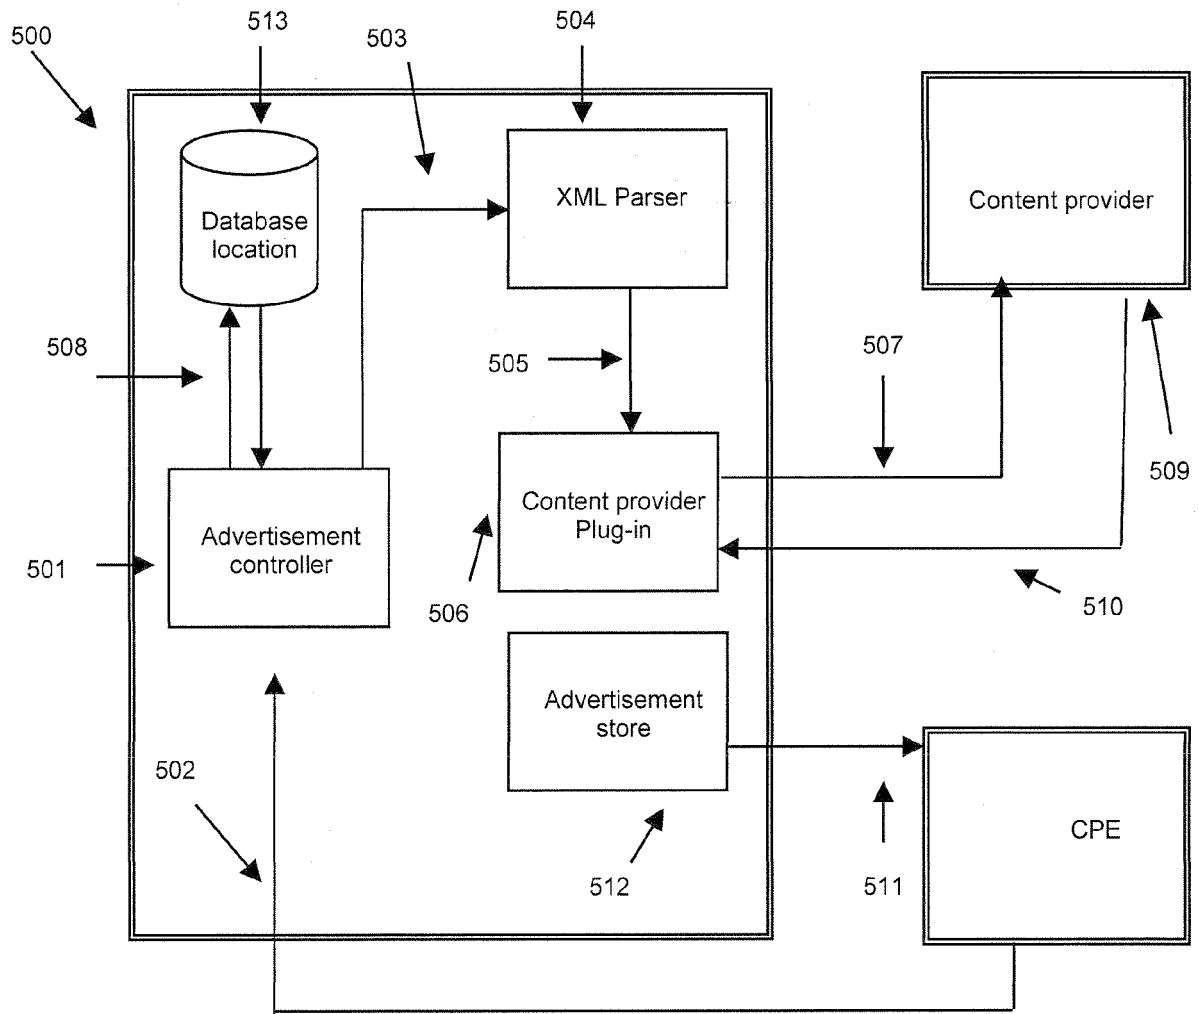 500
513
503
504
XML Parser
Content provider
Database
location
508
505
507
509
Content provider
Plug-in
Advertisement
controller
501
506
510
Advertisement
store
502
CPE
512
511